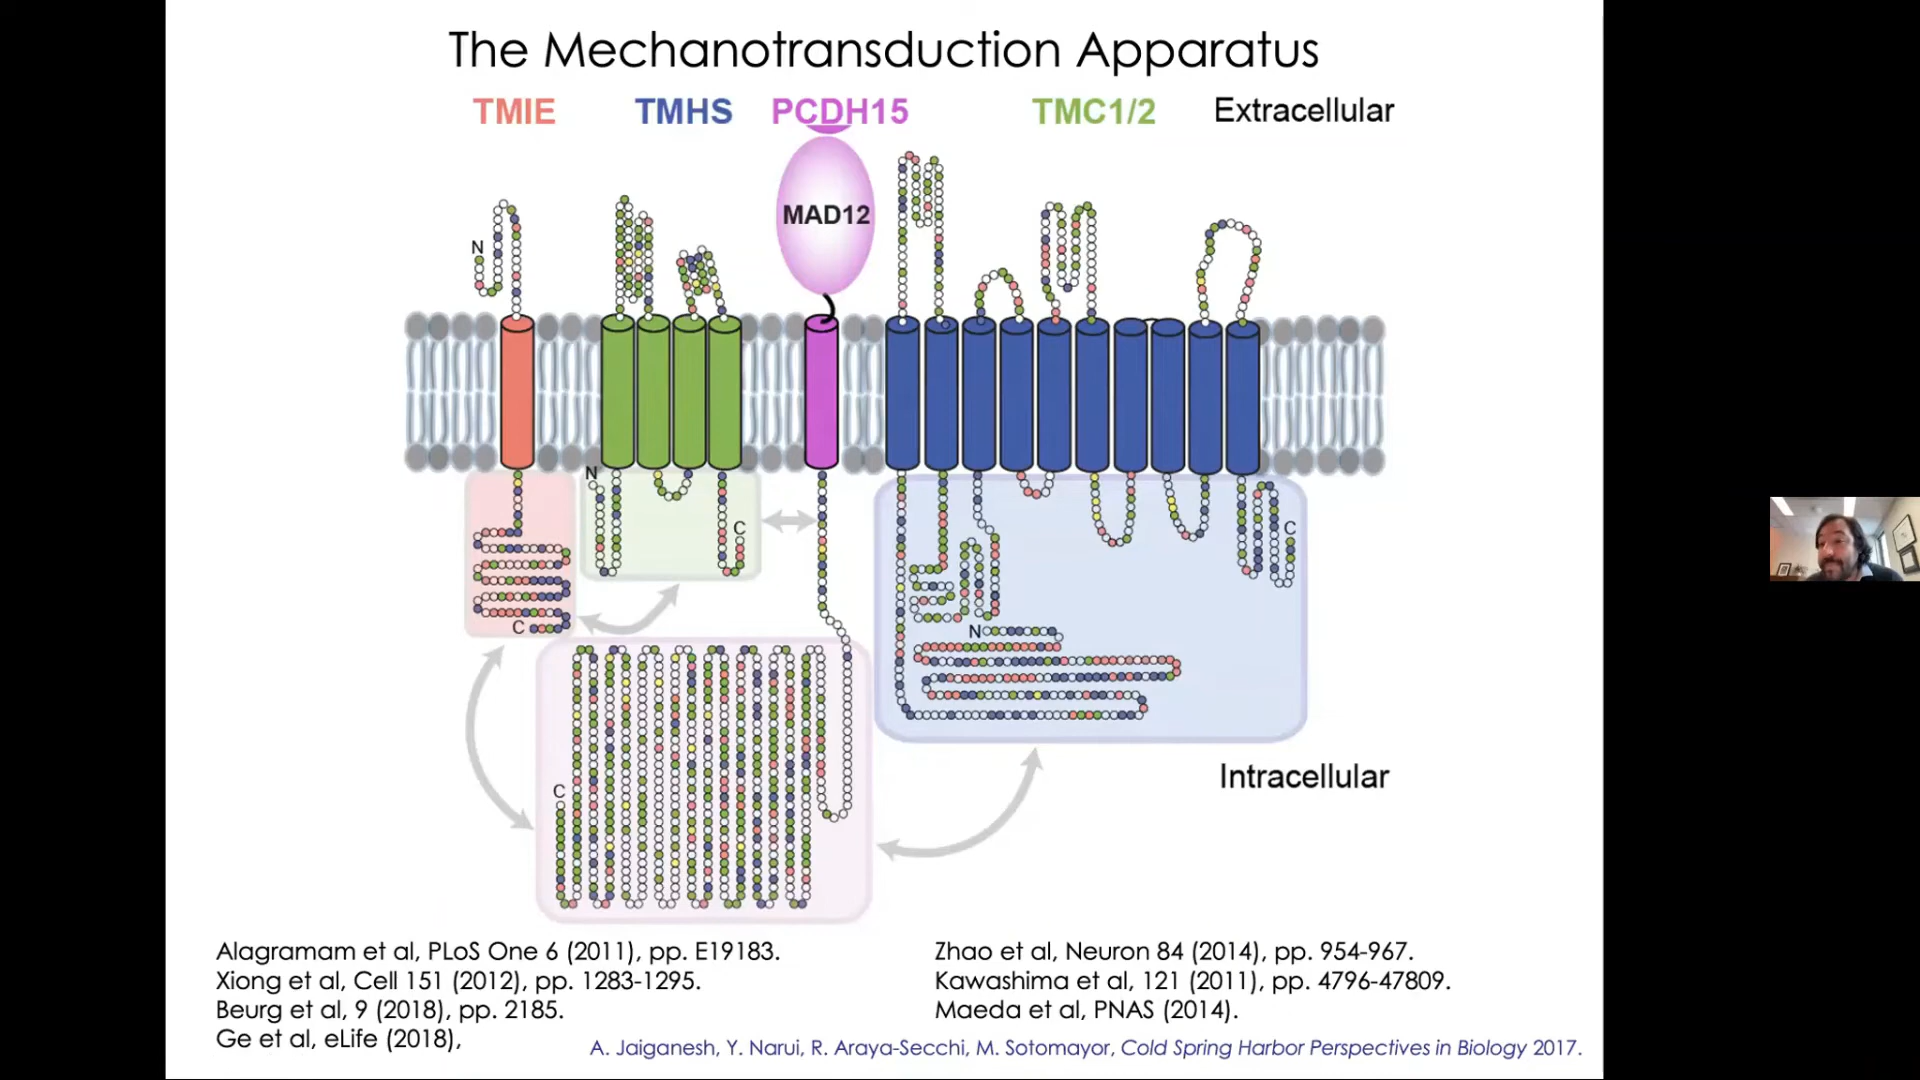 The Mechanotransduction Apparatus
TMIE TMHS PCDH15 TMC1/2 Extracellular
MAD12
N
N
C
C
N
C
C
Intracellular
Alagramam et al, PLoS One 6 (2011), pp. E19183.
Xiong et al, Cell 151 (2012), pp. 1283-1295.
Beurg et al, 9 (2018), pp. 2185.
Ge et al, eLife (2018),
Zhao et al, Neuron 84 (2014), pp. 954-967.
Kawashima et al, 121 (2011), pp. 4796-47809.
Maeda et al, PNAS (2014).
A. Jaiganesh, Y. Narui, R. Araya-Secchi, M. Sotomayor, Cold Spring Harbor Perspectives in Biology 2017.